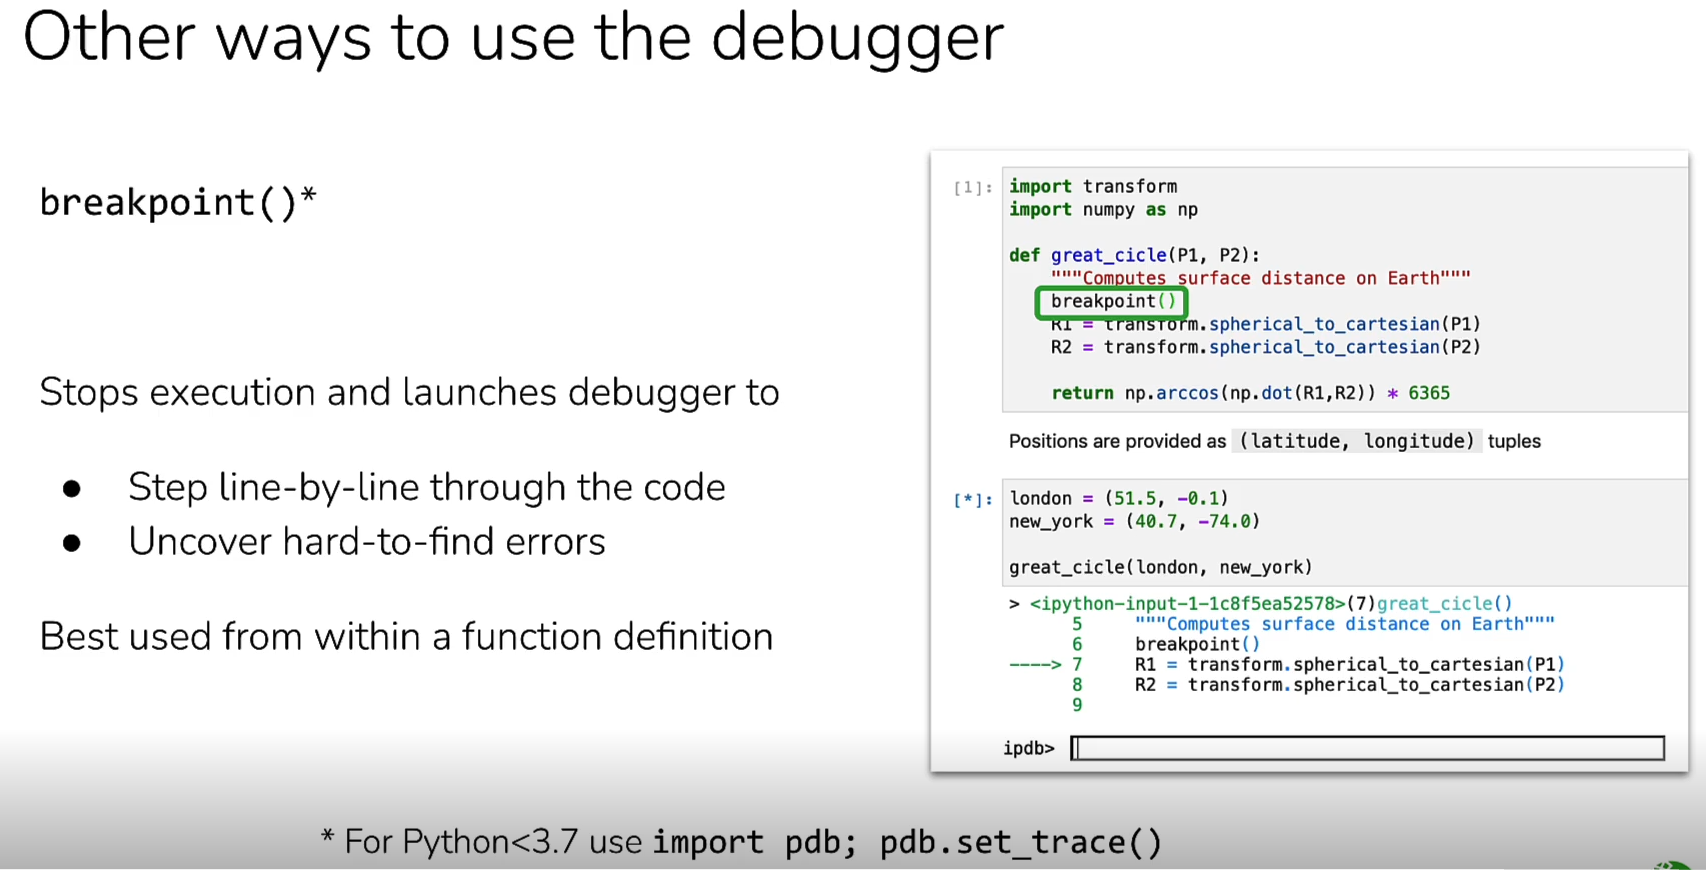 Other ways to use the debugger
breakpoint()*
Stops execution and launches debugger to
● Step line-by-line through the code
● Uncover hard-to-find errors
Best used from within a function definition
[1]: import transform
import numpy as np
def great_cicle(P1, P2):
"""Computes surface distance on Earth"""
breakpoint()
R1 = transform.spherical_to_cartesian(P1)
R2 = transform.spherical_to_cartesian(P2)
return np.arccos(np.dot(R1,R2)) * 6365
Positions are provided as (latitude, longitude) tuples
[*]: london = (51.5, -0.1)
new_york = (40.7, -74.0)
great_cicle(london, new_york)
> <ipython-input-1-1c8f5ea52578>(7)great_cicle()
5 """Computes surface distance on Earth"""
6 breakpoint()
----> 7 R1 = transform.spherical_to_cartesian(P1)
8 R2 = transform.spherical_to_cartesian(P2)
9
ipdb>
* For Python<3.7 use import pdb; pdb.set_trace()